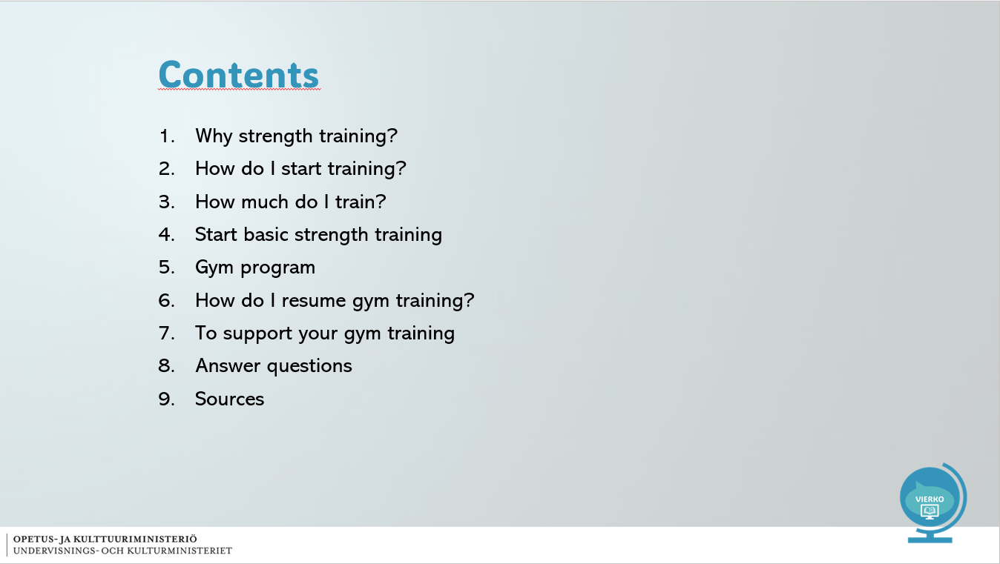 Contents
1. Why strength training?
2. How do I start training?
3. How much do I train?
4. Start basic strength training
5. Gym program
6. How do I resume gym training?
7. To support your gym training
8. Answer questions
9. Sources
VIERKO
OPETUS- JA KULTTUURIMINISTERIÖ
UNDERVISNINGS- OCH KULTURMINISTERIET